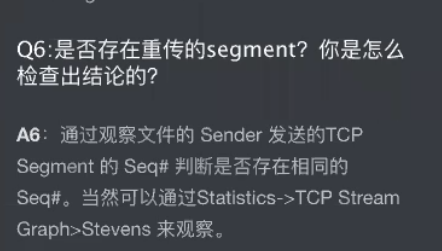 Q6:是否存在重传的segment？你是怎么
检查出结论的？
A6：通过观察文件的 Sender 发送的TCP
Segment 的 Seq# 判断是否存在相同的
Seq#。当然可以通过Statistics->TCP Stream
Graph>Stevens 来观察。